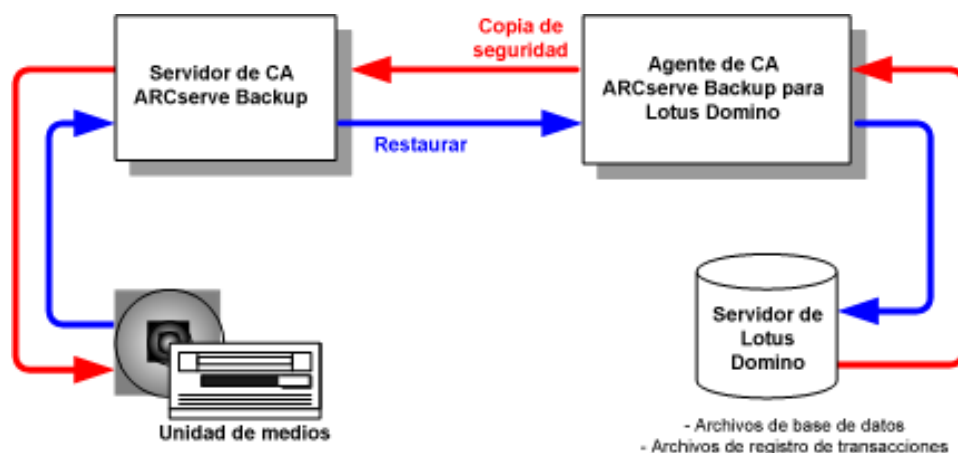 Copia de
seguridad
Servidor de CA
ARCserve Backup
Agente de CA
ARCserve Backup para
Lotus Domino
Restaurar
Servidor de
Lotus
Domino
Unidad de medios
- Archivos de base de datos
- Archivos de registro de transacciones